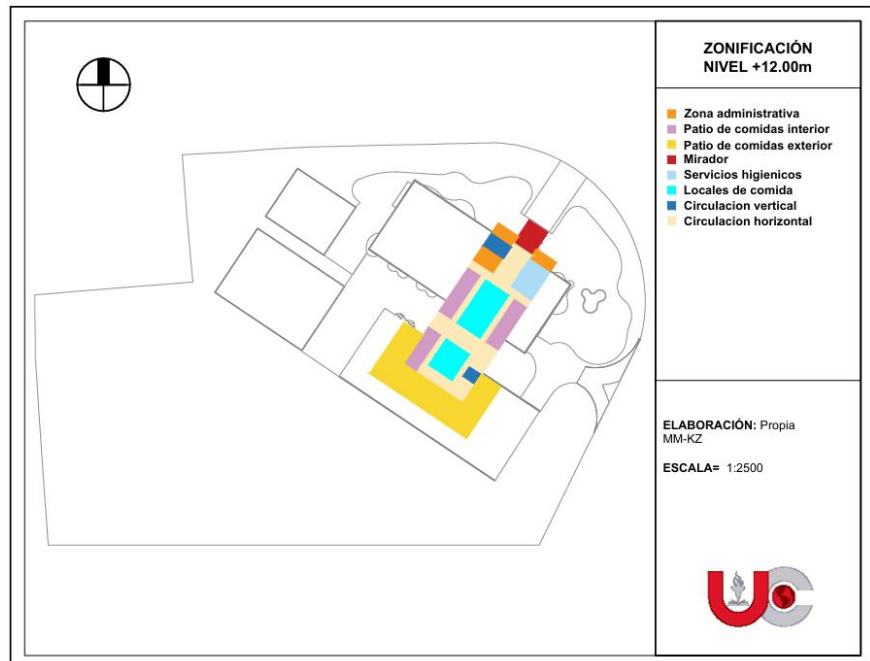 ZONIFICACIÓN
NIVEL +12.00m
Zona administrativa
Patio de comidas interior
Patio de comidas exterior
Mirador
Servicios higienicos
Locales de comida
Circulacion vertical
Circulacion horizontal
ELABORACIÓN: Propia
MM-KZ
ESCALA= 1:2500
UC